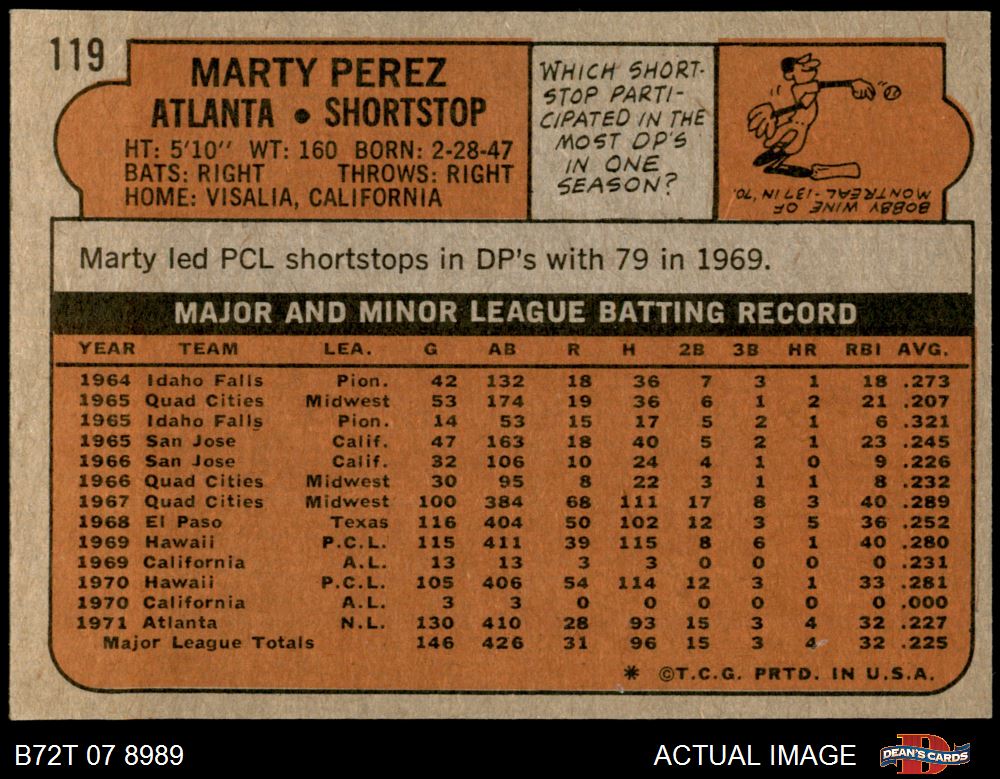 119
MARTY PEREZ
ATLANTA • SHORTSTOP
HT: 5'10" WT: 160 BORN: 2-28-47
BATS: RIGHT THROWS: RIGHT
HOME: VISALIA, CALIFORNIA
WHICH SHORT-
STOP PARTI-
CIPATED IN THE
MOST DP'S
IN ONE
SEASON?
BOBBY WINE OF
MONTREAL-137 IN '70.
Marty led PCL shortstops in DP's with 79 in 1969.
MAJOR AND MINOR LEAGUE BATTING RECORD
YEAR TEAM LEA. G AB R H 2B 3B HR RBI AVG.
1964 Idaho Falls Pion. 42 132 18 36 7 3 1 18 .273
1965 Quad Cities Midwest 53 174 19 36 6 1 2 21 .207
1965 Idaho Falls Pion. 14 53 15 17 5 2 1 6 .321
1965 San Jose Calif. 47 163 18 40 5 2 1 23 .245
1966 San Jose Calif. 32 106 10 24 4 1 0 9 .226
1966 Quad Cities Midwest 30 95 8 22 3 1 1 8 .232
1967 Quad Cities Midwest 100 384 68 111 17 8 3 40 .289
1968 El Paso Texas 116 404 50 102 12 3 5 36 .252
1969 Hawaii P.C.L. 115 411 39 115 8 6 1 40 .280
1969 California A.L. 13 13 3 3 0 0 0 0 .231
1970 Hawaii P.C.L. 105 406 54 114 12 3 1 33 .281
1970 California A.L. 3 3 0 0 0 0 0 0 .000
1971 Atlanta N.L. 130 410 28 93 15 3 4 32 .227
Major League Totals 146 426 31 96 15 3 4 32 .225
* ©T.C.G. PRTD. IN U.S.A.
B72T 07 8989 ACTUAL IMAGE DEAN'S CARDS